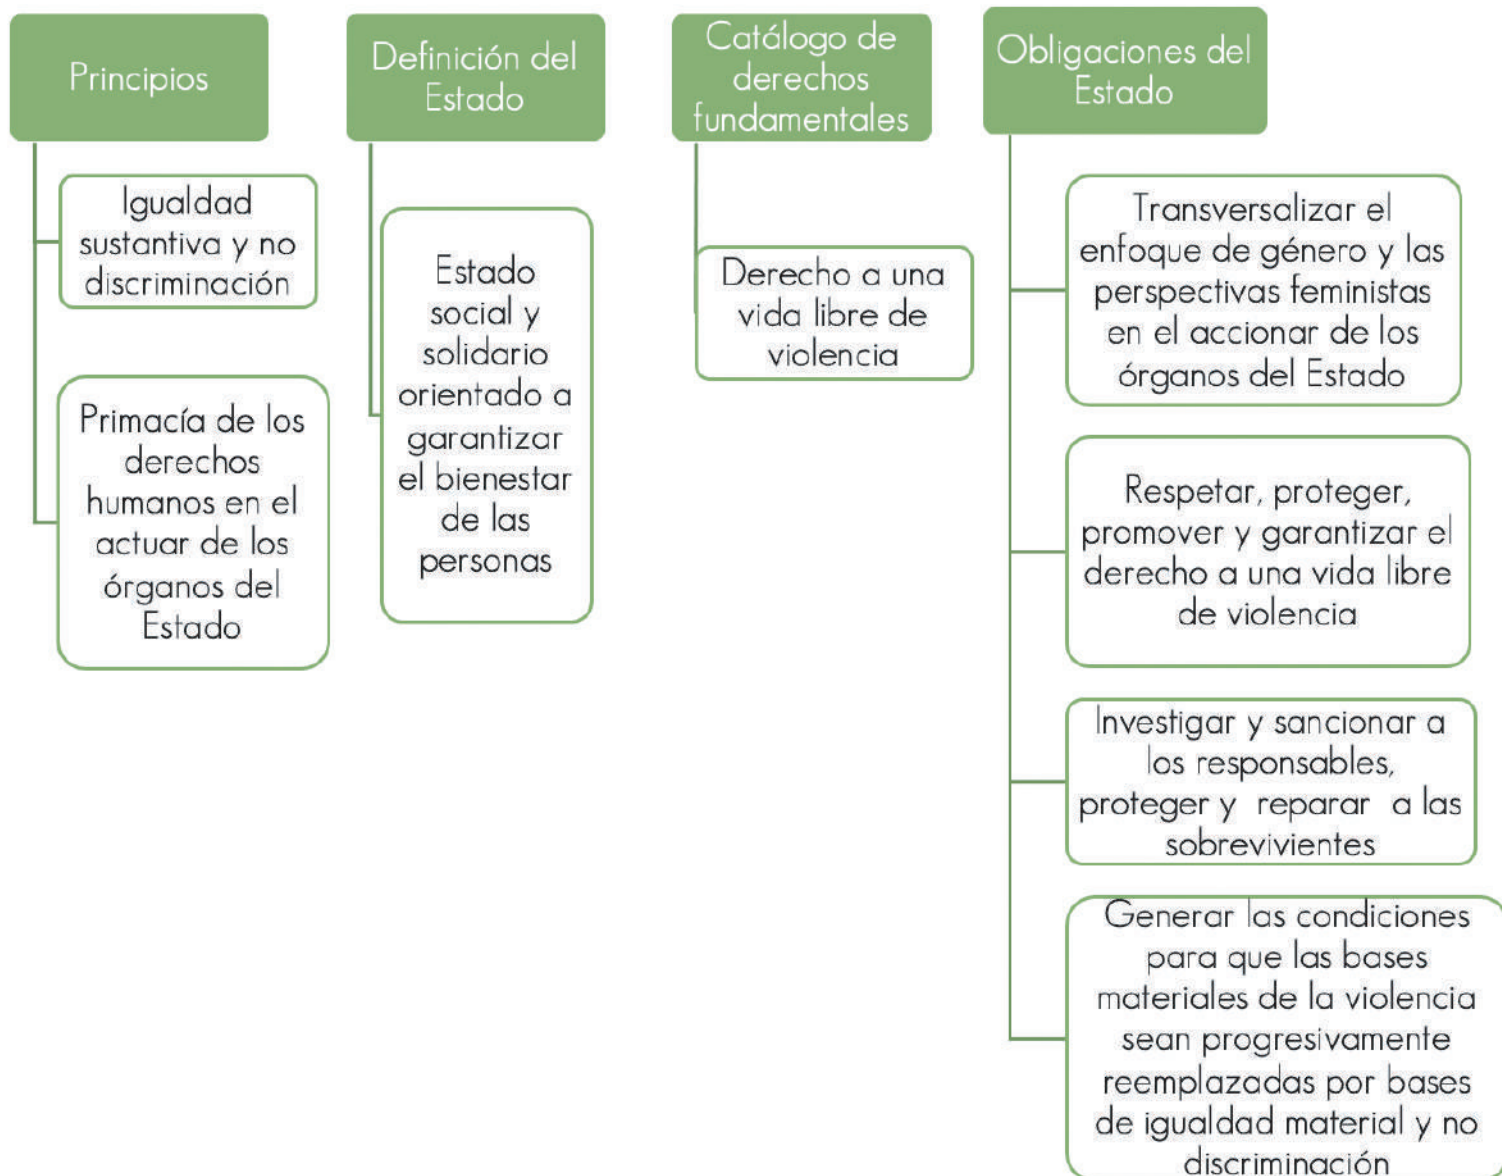 Principios
Igualdad
sustantiva y no
discriminación
Primacía de los
derechos
humanos en el
actuar de los
órganos del
Estado
Definición del
Estado
Estado
social y
solidario
orientado a
garantizar
el bienestar
de las
personas
Catálogo de
derechos
fundamentales
Derecho a una
vida libre de
violencia
Obligaciones del
Estado
Transversalizar el
enfoque de género y las
perspectivas feministas
en el accionar de los
órganos del Estado
Respetar, proteger,
promover y garantizar el
derecho a una vida libre
de violencia
Investigar y sancionar a
los responsables,
proteger y reparar a las
sobrevivientes
Generar las condiciones
para que las bases
materiales de la violencia
sean progresivamente
reemplazadas por bases
de igualdad material y no
discriminación